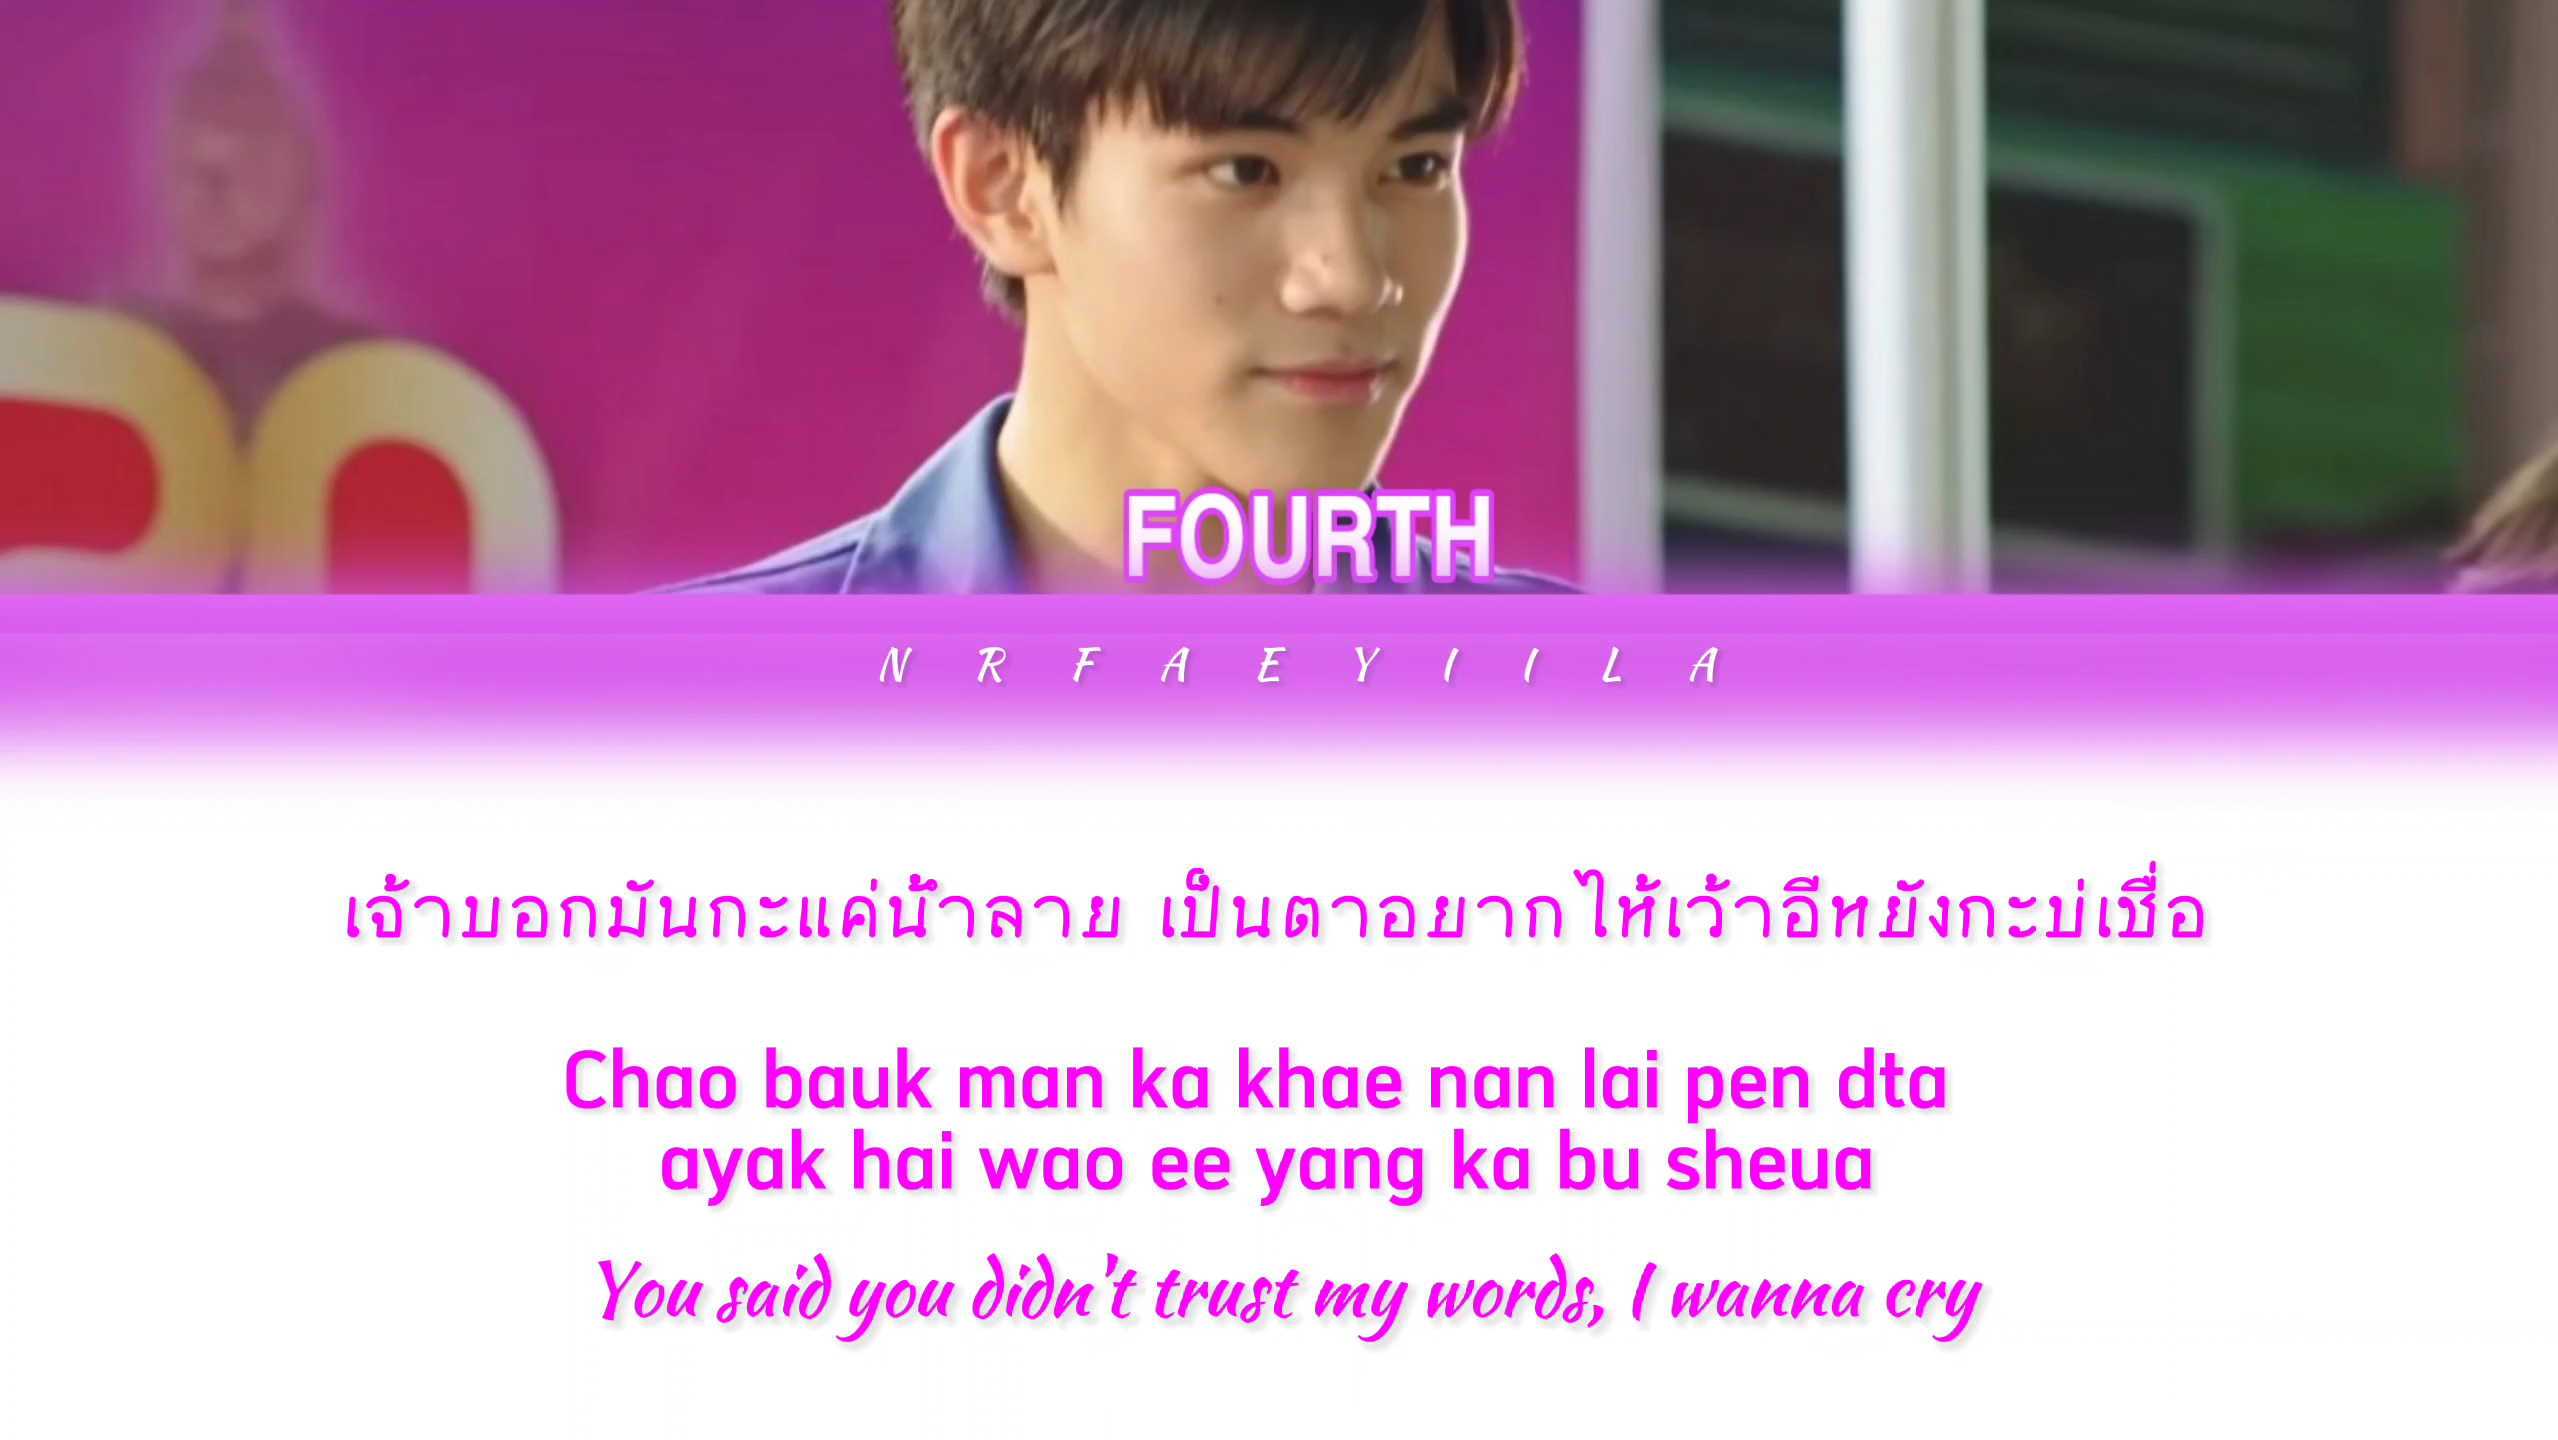 FOURTH
NRFAEYIILA
เจ้าบอกมันกะแค่น้ำลาย เป็นตาอยากไห้เว้าอีหยังกะบ่เชื่อ
Chao bauk man ka khae nan lai pen dta
ayak hai wao ee yang ka bu sheua
You said you didn't trust my words, I wanna cry